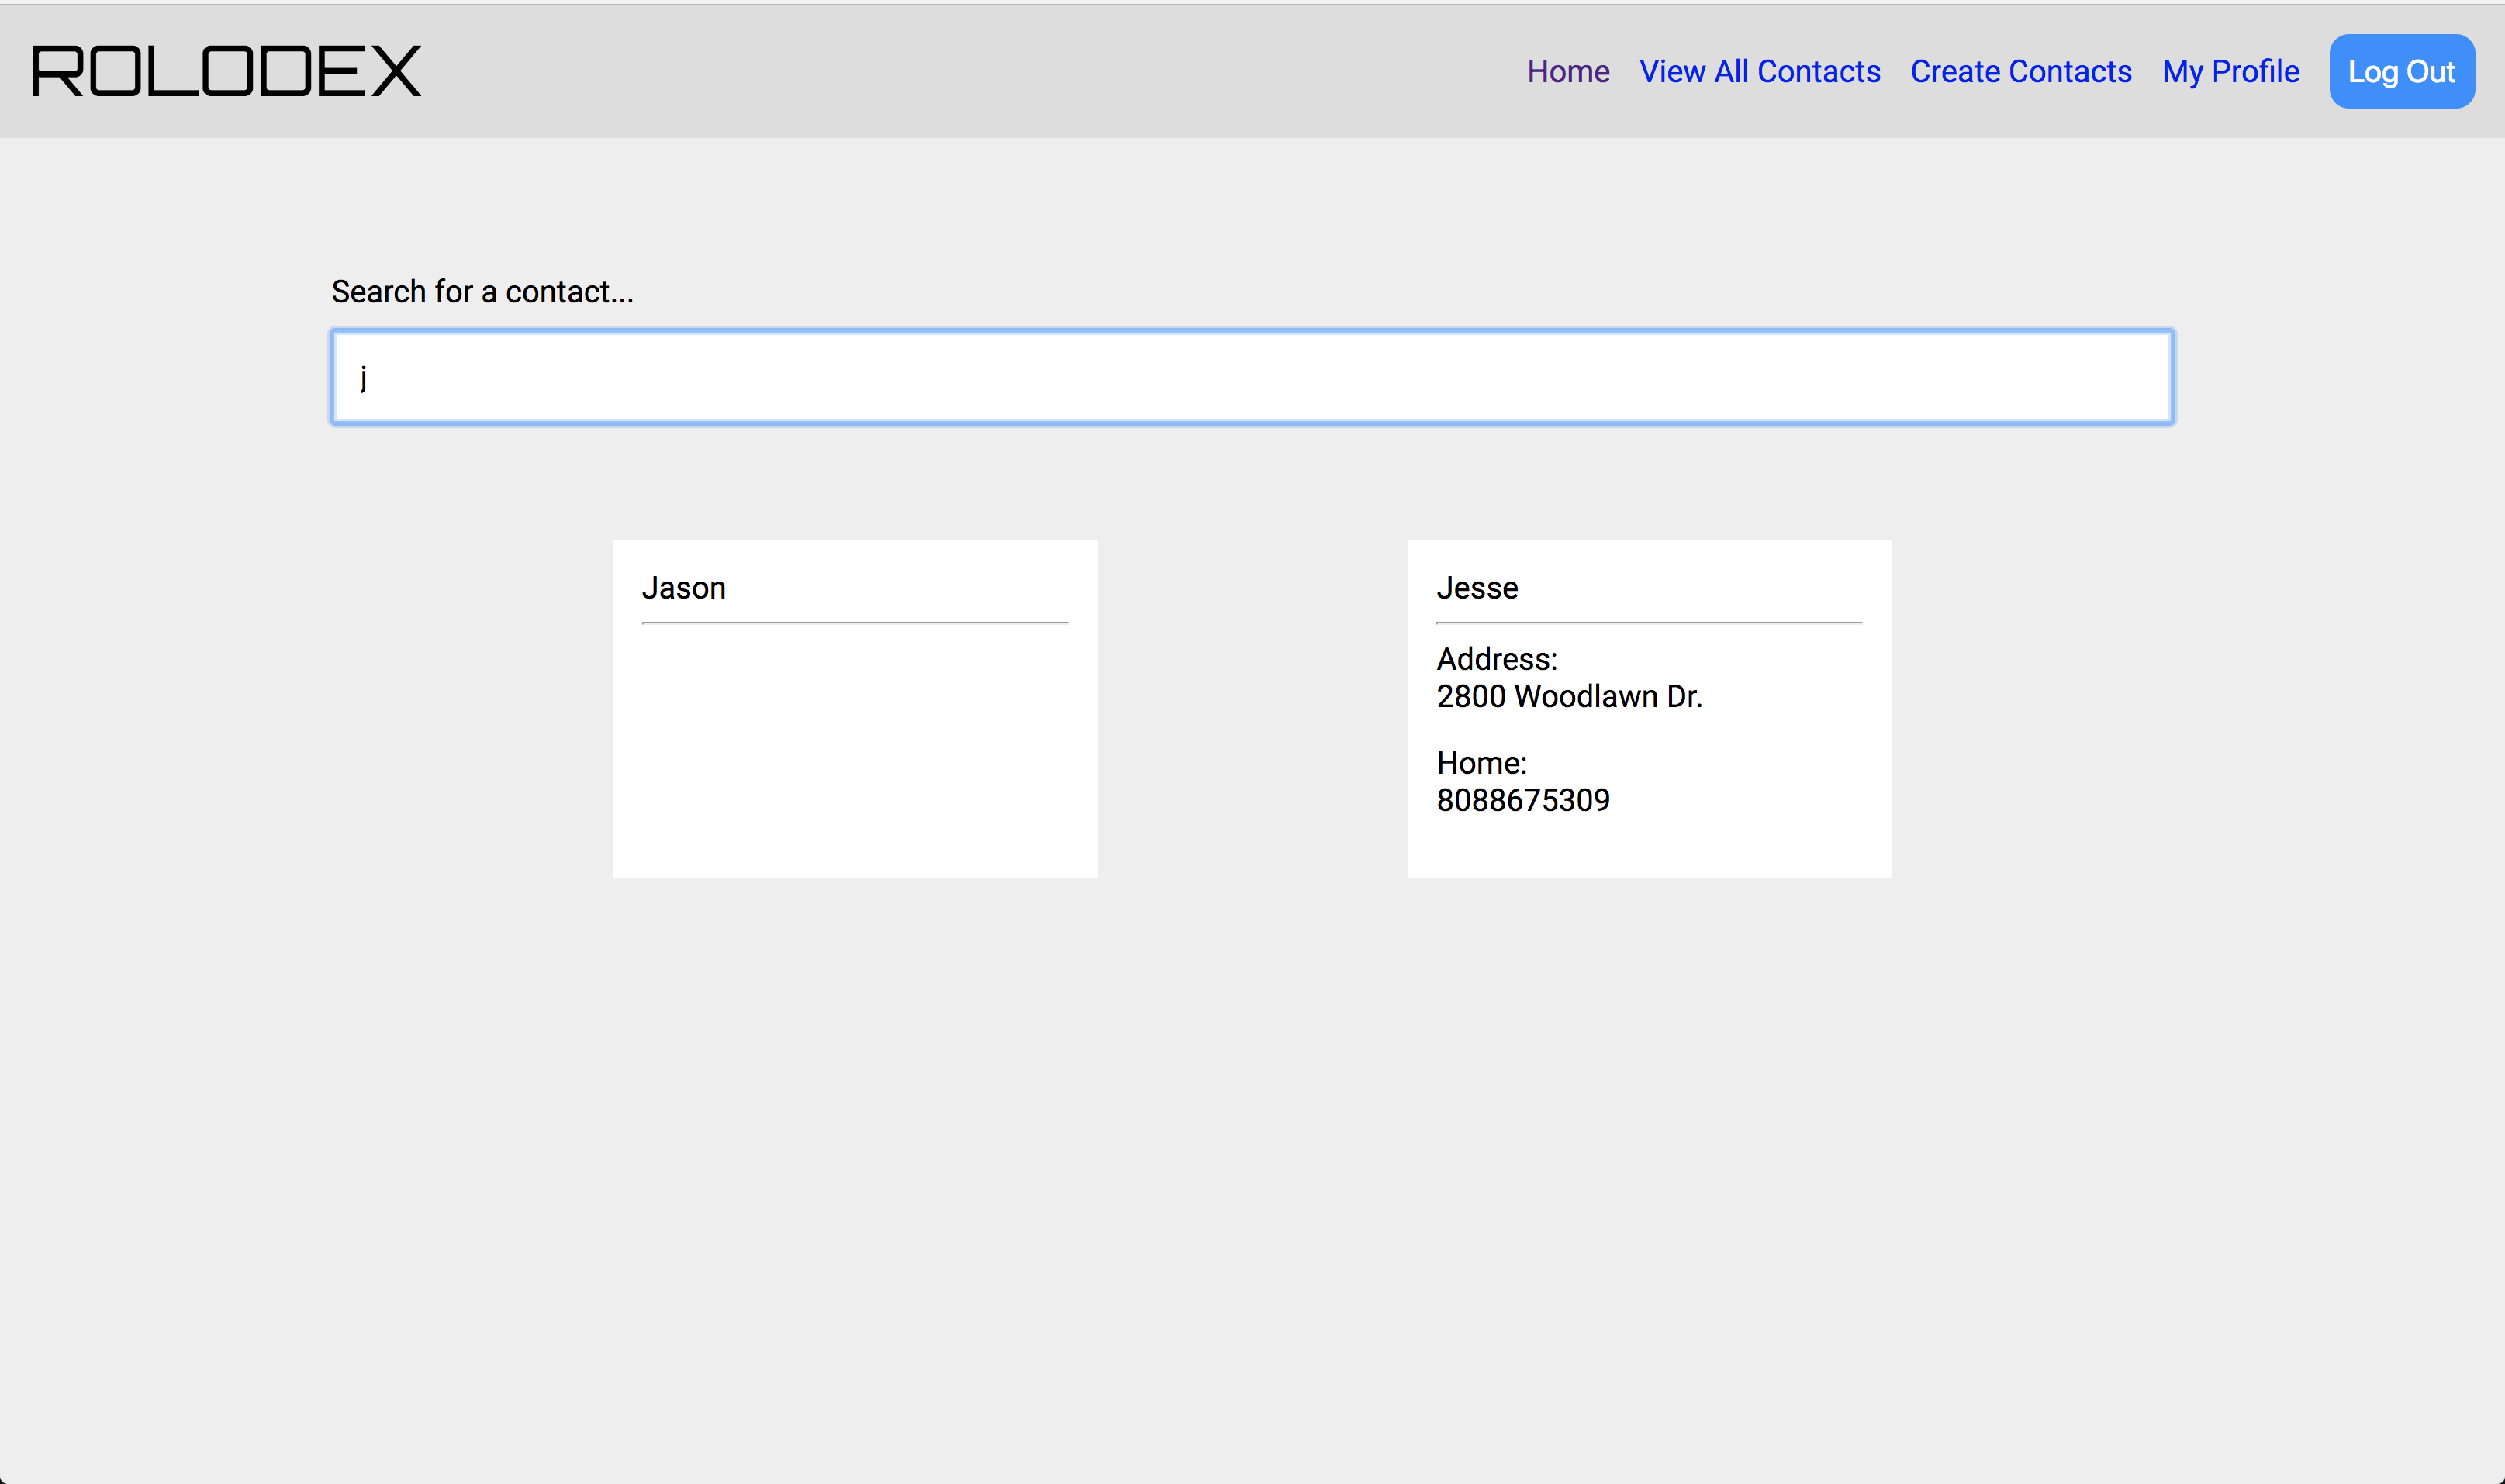 ROLODEX
Home View All Contacts Create Contacts My Profile Log Out
Search for a contact...
j
Jason
Jesse
Address:
2800 Woodlawn Dr.
Home:
8088675309